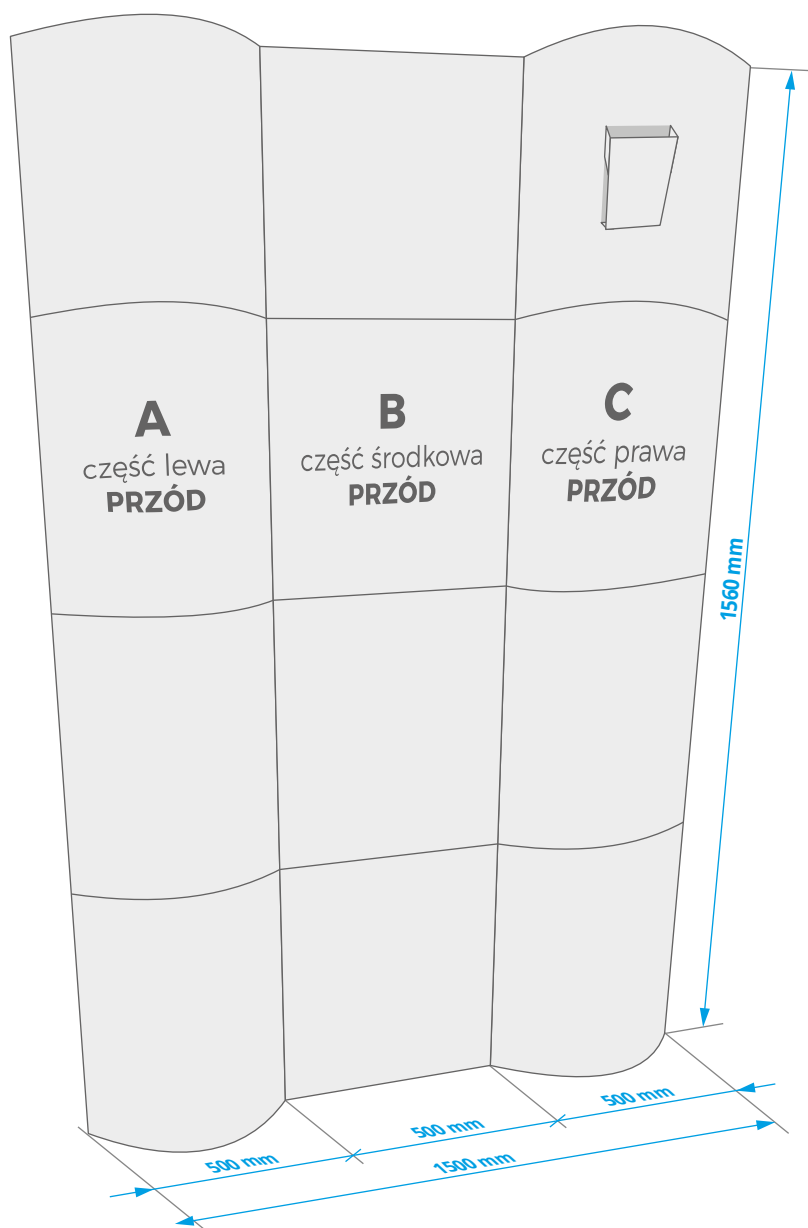 A
część lewa
PRZÓD
B
część środkowa
PRZÓD
C
część prawa
PRZÓD
1560 mm
500 mm
500 mm
500 mm
1500 mm